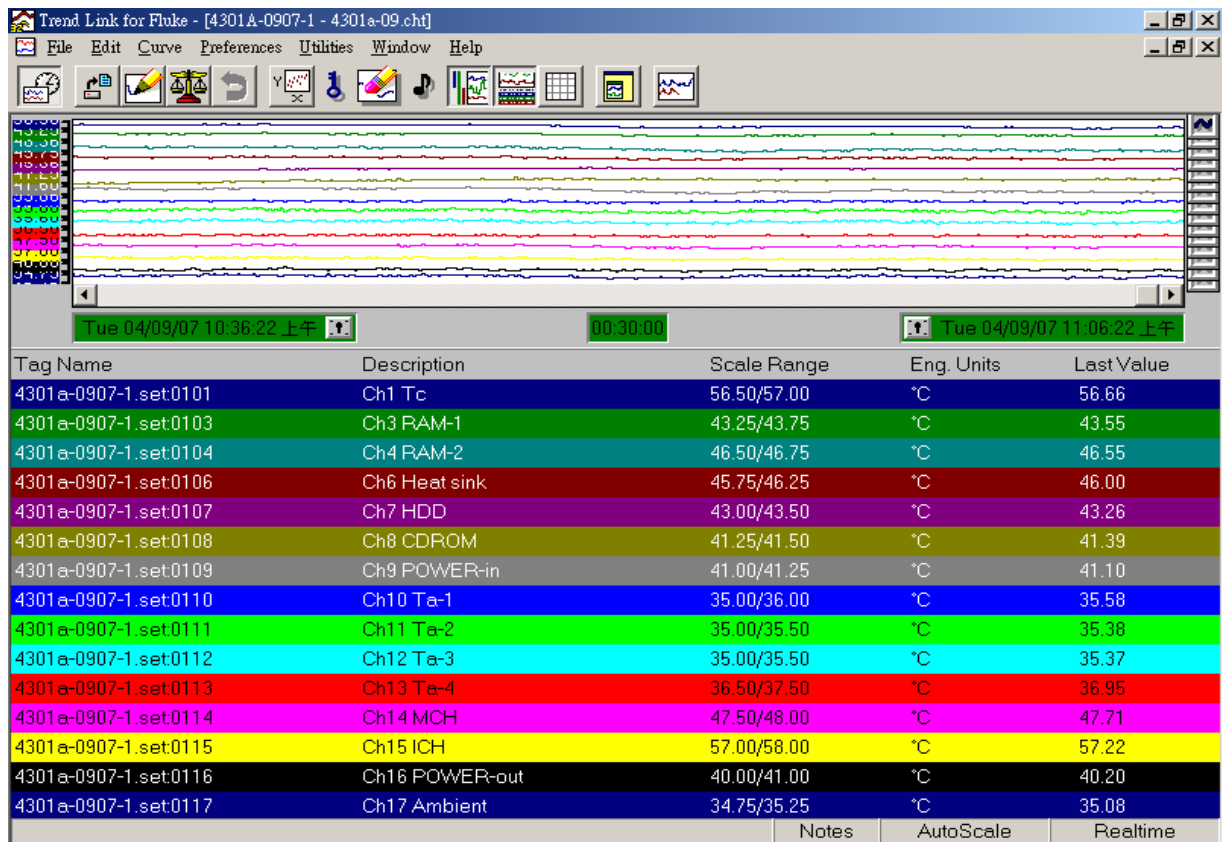 Trend Link for Fluke - [4301A-0907-1 - 4301a-09.cht]
File Edit Curve Preferences Utilities Window Help
Tue 04/09/07 10:36:22 上午 00:30:00 Tue 04/09/07 11:06:22 上午
Tag Name Description Scale Range Eng. Units Last Value
4301a-0907-1.set:0101 Ch1 Tc 56.50/57.00 °C 56.66
4301a-0907-1.set:0103 Ch3 RAM-1 43.25/43.75 °C 43.55
4301a-0907-1.set:0104 Ch4 RAM-2 46.50/46.75 °C 46.55
4301a-0907-1.set:0106 Ch6 Heat sink 45.75/46.25 °C 46.00
4301a-0907-1.set:0107 Ch7 HDD 43.00/43.50 °C 43.26
4301a-0907-1.set:0108 Ch8 CDROM 41.25/41.50 °C 41.39
4301a-0907-1.set:0109 Ch9 POWER-in 41.00/41.25 °C 41.10
4301a-0907-1.set:0110 Ch10 Ta-1 35.00/36.00 °C 35.58
4301a-0907-1.set:0111 Ch11 Ta-2 35.00/35.50 °C 35.38
4301a-0907-1.set:0112 Ch12 Ta-3 35.00/35.50 °C 35.37
4301a-0907-1.set:0113 Ch13 Ta-4 36.50/37.50 °C 36.95
4301a-0907-1.set:0114 Ch14 MCH 47.50/48.00 °C 47.71
4301a-0907-1.set:0115 Ch15 ICH 57.00/58.00 °C 57.22
4301a-0907-1.set:0116 Ch16 POWER-out 40.00/41.00 °C 40.20
4301a-0907-1.set:0117 Ch17 Ambient 34.75/35.25 °C 35.08
Notes AutoScale Realtime